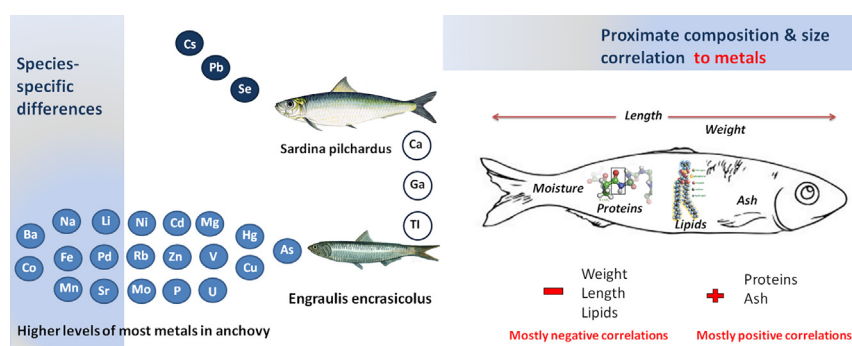 Species-
specific
differences
Cs
Pb
Se
Sardina pilchardus
Ca
Ga
Tl
Ba
Na
Li
Ni
Cd
Mg
Hg
As
Co
Fe
Pd
Rb
Zn
V
Cu
Mn
Sr
Mo
P
U
Engraulis encrasicolus
Higher levels of most metals in anchovy
Proximate composition & size
correlation to metals
Length
Weight
Moisture
Proteins
Lipids
Ash
Weight
Length
Lipids
Mostly negative correlations
Proteins
Ash
Mostly positive correlations